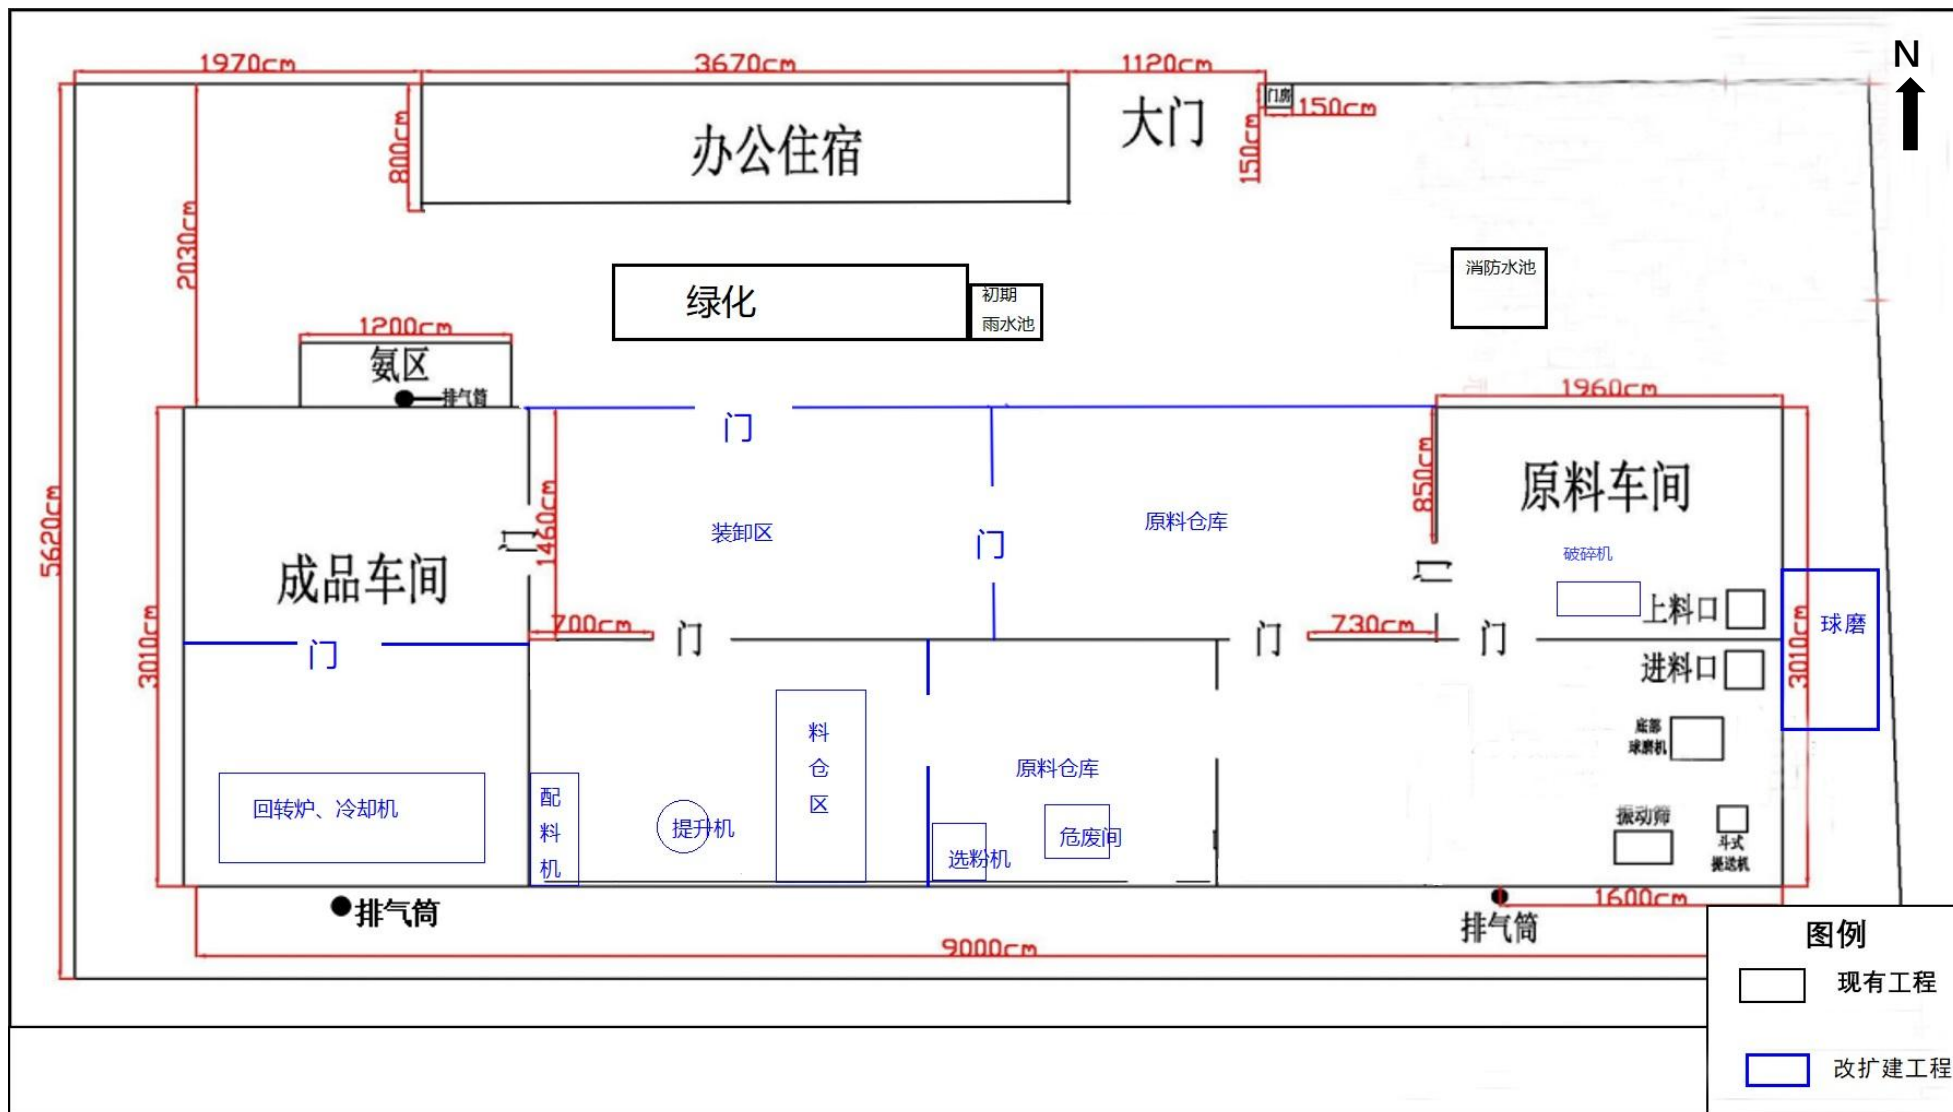 1970cm
3670cm
1120cm
N
门房
150cm
大门
办公住宿
800cm
150cm
2030cm
消防水池
绿化
初期
雨水池
1200cm
氨区
排气筒
1960cm
门
850cm
原料车间
1460cm
装卸区
原料仓库
门
门
5620cm
成品车间
破碎机
门
上料口
球磨
3010cm
700cm
门
门
730cm
门
门
进料口
3010cm
料
仓
区
底部
球磨机
原料仓库
回转炉、冷却机
配
料
机
提升机
选粉机
危废间
振动筛
斗式
提送机
排气筒
1600cm
排气筒
9000cm
图例
现有工程
改扩建工程